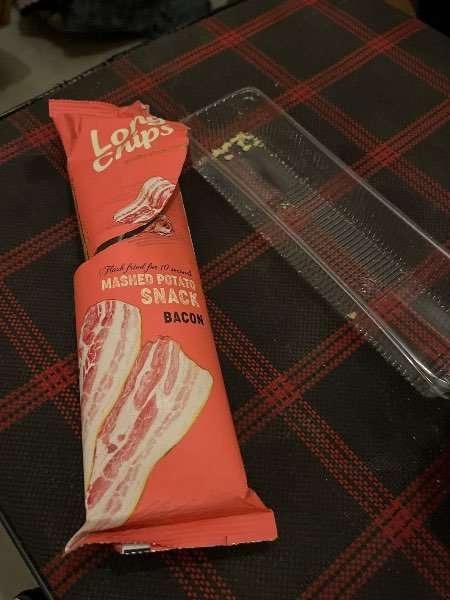 Long
Chips
Flash fried for 10 seconds
MASHED POTATO
SNACK
BACON